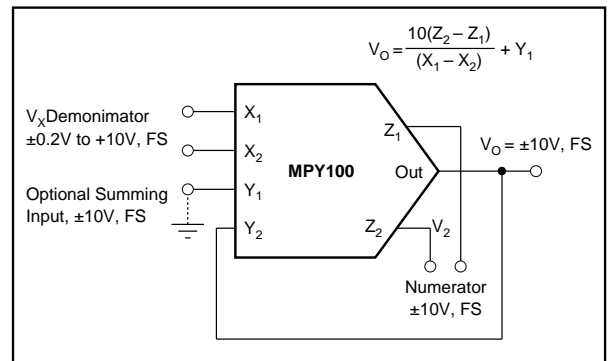 V_O = 10(Z_2 – Z_1) / (X_1 – X_2) + Y_1
V_XDemonimator
±0.2V to +10V, FS
X_1
X_2
Optional Summing
Input, ±10V, FS
Y_1
Y_2
MPY100
Z_1
Out
Z_2
V_2
V_O = ±10V, FS
Numerator
±10V, FS